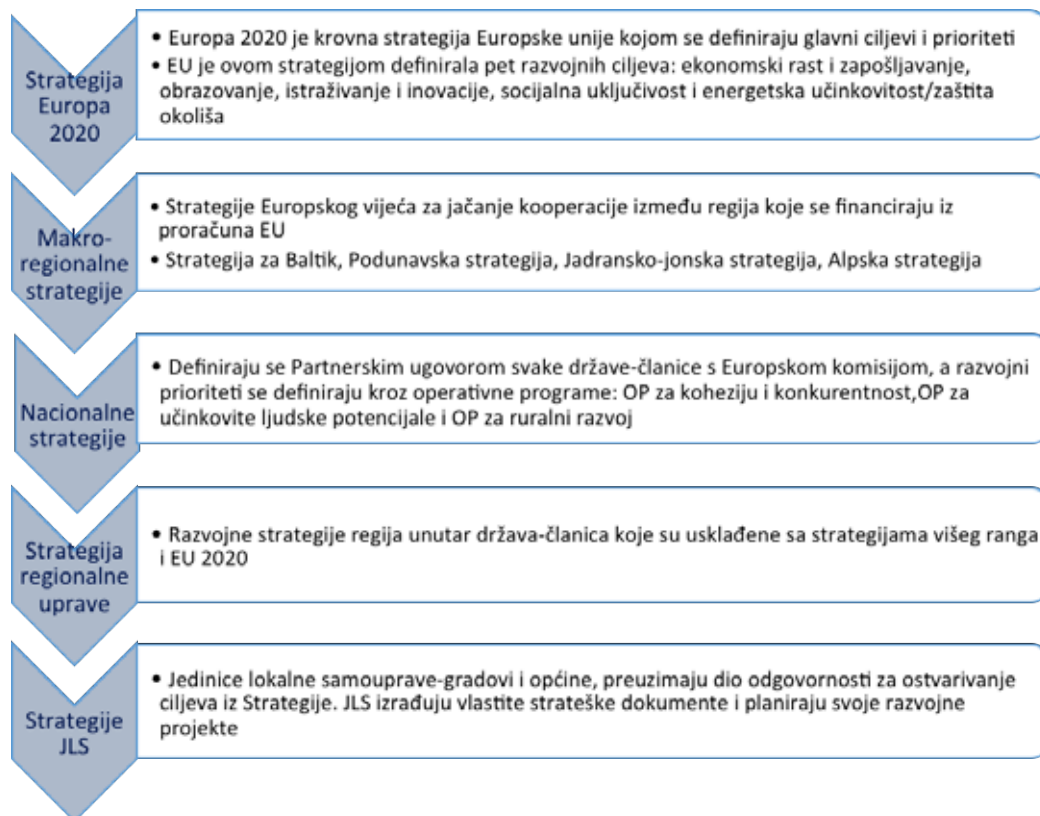 Strategija
Europa
2020
• Europa 2020 je krovna strategija Europske unije kojom se definiraju glavni ciljevi i prioriteti
• EU je ovom strategijom definirala pet razvojnih ciljeva: ekonomski rast i zapošljavanje,
obrazovanje, istraživanje i inovacije, socijalna uključivost i energetska učinkovitost/zaštita
okoliša
Makro-
regionalne
strategije
• Strategije Europskog vijeća za jačanje kooperacije između regija koje se financiraju iz
proračuna EU
• Strategija za Baltik, Podunavska strategija, Jadransko-jonska strategija, Alpska strategija
Nacionalne
strategije
• Definiraju se Partnerskim ugovorom svake države-članice s Europskom komisijom, a razvojni
prioriteti se definiraju kroz operativne programe: OP za koheziju i konkurentnost,OP za
učinkovite ljudske potencijale i OP za ruralni razvoj
Strategija
regionalne
uprave
• Razvojne strategije regija unutar država-članica koje su usklađene sa strategijama višeg ranga
i EU 2020
Strategije
JLS
• Jedinice lokalne samouprave-gradovi i općine, preuzimaju dio odgovornosti za ostvarivanje
ciljeva iz Strategije. JLS izrađuju vlastite strateške dokumente i planiraju svoje razvojne
projekte